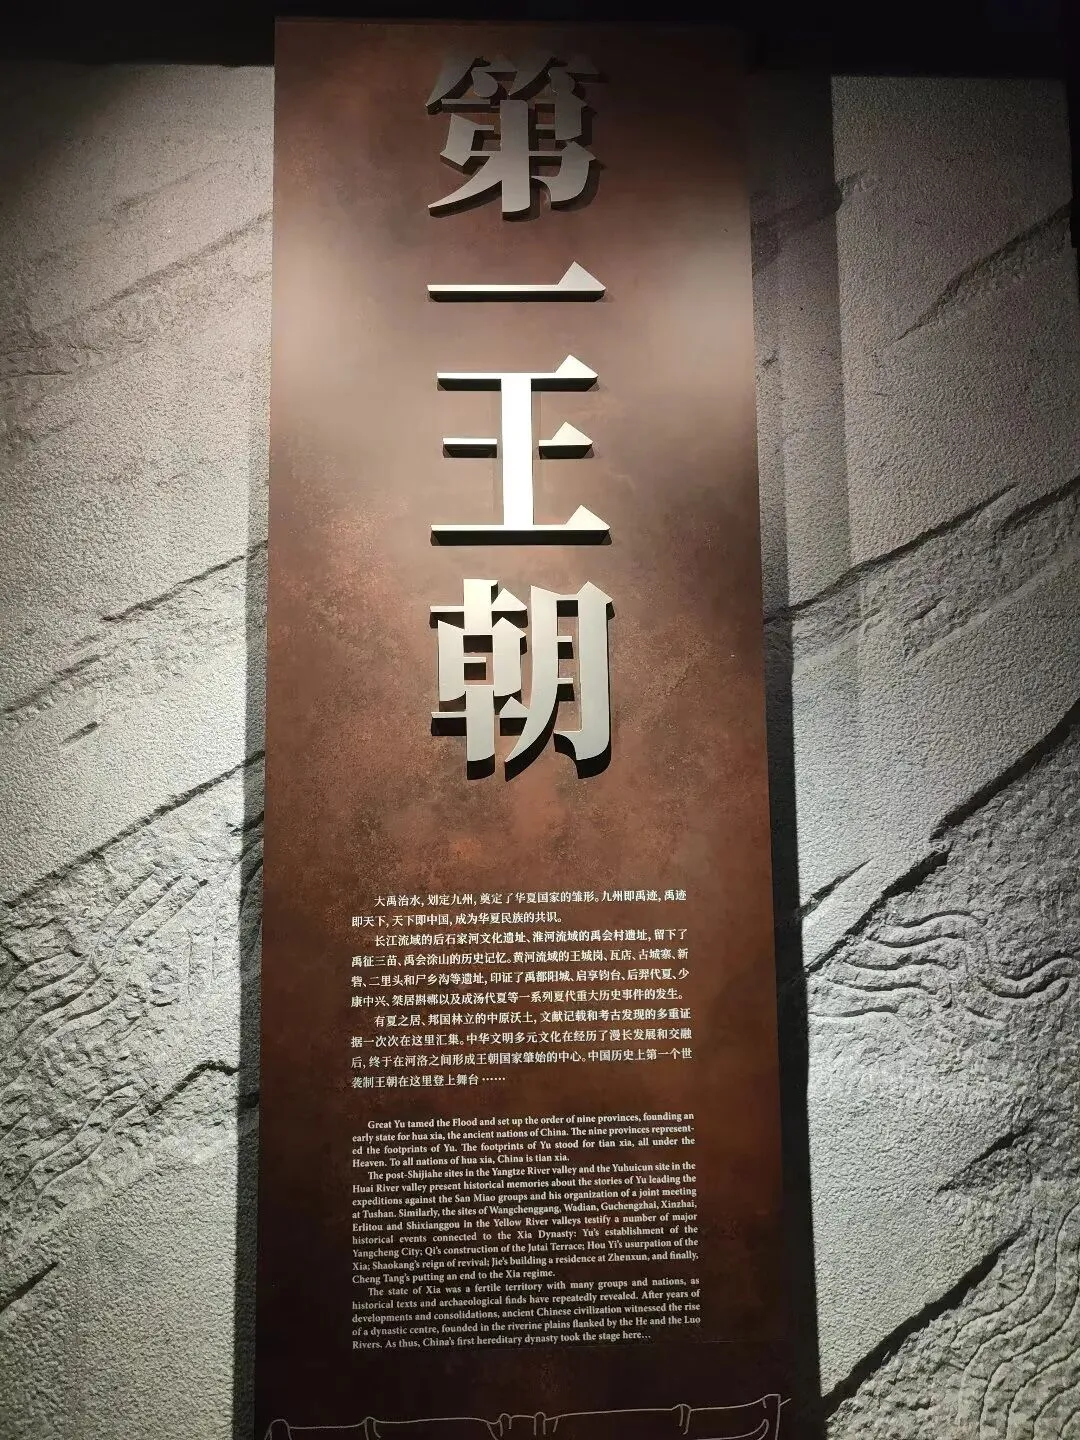 第一王朝
大禹治水，划定九州，奠定了华夏国家的雏形。九州即禹迹，禹迹
即天下，天下即中国，成为华夏民族的共识。
长江流域的后石家河文化遗址、淮河流域的禹会村遗址，留下了
禹征三苗、禹会涂山的历史记忆。黄河流域的王城岗、瓦店、古城寨、新
砦、二里头和尸乡沟等遗址，印证了禹都阳城、启享钧台、后羿代夏、少
康中兴、桀居斟鄩以及成汤代夏等一系列夏代重大历史事件的发生。
有夏之居、邦国林立的中原沃土，文献记载和考古发现的多重证
据一次次在这里汇集。中华文明多元文化在经历了漫长发展和交融
后，终于在河洛之间形成王朝国家肇始的中心。中国历史上第一个世
袭制王朝在这里登上舞台……
Great Yu tamed the Flood and set up the order of nine provinces, founding an
early state for hua xia, the ancient nations of China. The nine provinces represent-
ed the footprints of Yu. The footprints of Yu stood for tian xia, all under the
Heaven. To all nations of hua xia, China is tian xia.
The post-Shijiahe sites in the Yangtze River valley and the Yuhuicun site in the
Huai River valley present historical memories about the stories of Yu leading the
expeditions against the San Miao groups and his organization of a joint meeting
at Tushan. Similarly, the sites of Wangchenggang, Wadian, Guchengzhai, Xinzhai,
Erlitou and Shixianggou in the Yellow River valleys testify a number of major
historical events connected to the Xia Dynasty: Yu's establishment of the
Yangcheng City; Qi's construction of the Jutai Terrace; Hou Yi's usurpation of the
Xia; Shaokang's reign of revival; Jie's building a residence at Zhenxun, and finally,
Cheng Tang's putting an end to the Xia regime.
The state of Xia was a fertile territory with many groups and nations, as
historical texts and archaeological finds have repeatedly revealed. After years of
developments and consolidations, ancient Chinese civilization witnessed the rise
of a dynastic centre, founded in the riverine plains flanked by the He and the Luo
Rivers. As thus, China's first hereditary dynasty took the stage here…